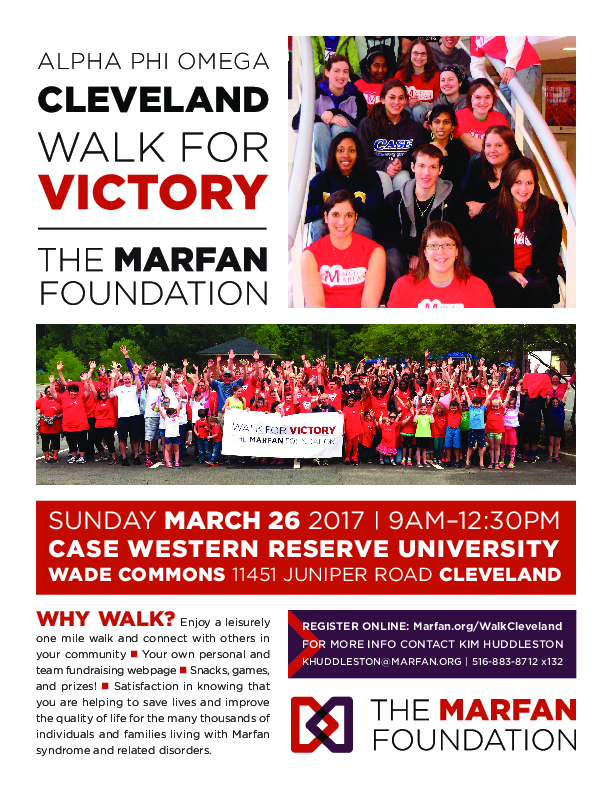 ALPHA PHI OMEGA
CLEVELAND
WALK FOR
VICTORY
THE MARFAN
FOUNDATION
CASE
WALK FOR VICTORY
THE MARFAN FOUNDATION
SUNDAY MARCH 26 2017 | 9AM–12:30PM
CASE WESTERN RESERVE UNIVERSITY
WADE COMMONS 11451 JUNIPER ROAD CLEVELAND
WHY WALK? Enjoy a leisurely
one mile walk and connect with others in
your community ■ Your own personal and
team fundraising webpage ■ Snacks, games,
and prizes! ■ Satisfaction in knowing that
you are helping to save lives and improve
the quality of life for the many thousands of
individuals and families living with Marfan
syndrome and related disorders.
REGISTER ONLINE: Marfan.org/WalkCleveland
FOR MORE INFO CONTACT KIM HUDDLESTON
KHUDDLESTON@MARFAN.ORG | 516-883-8712 x132
THE MARFAN
FOUNDATION